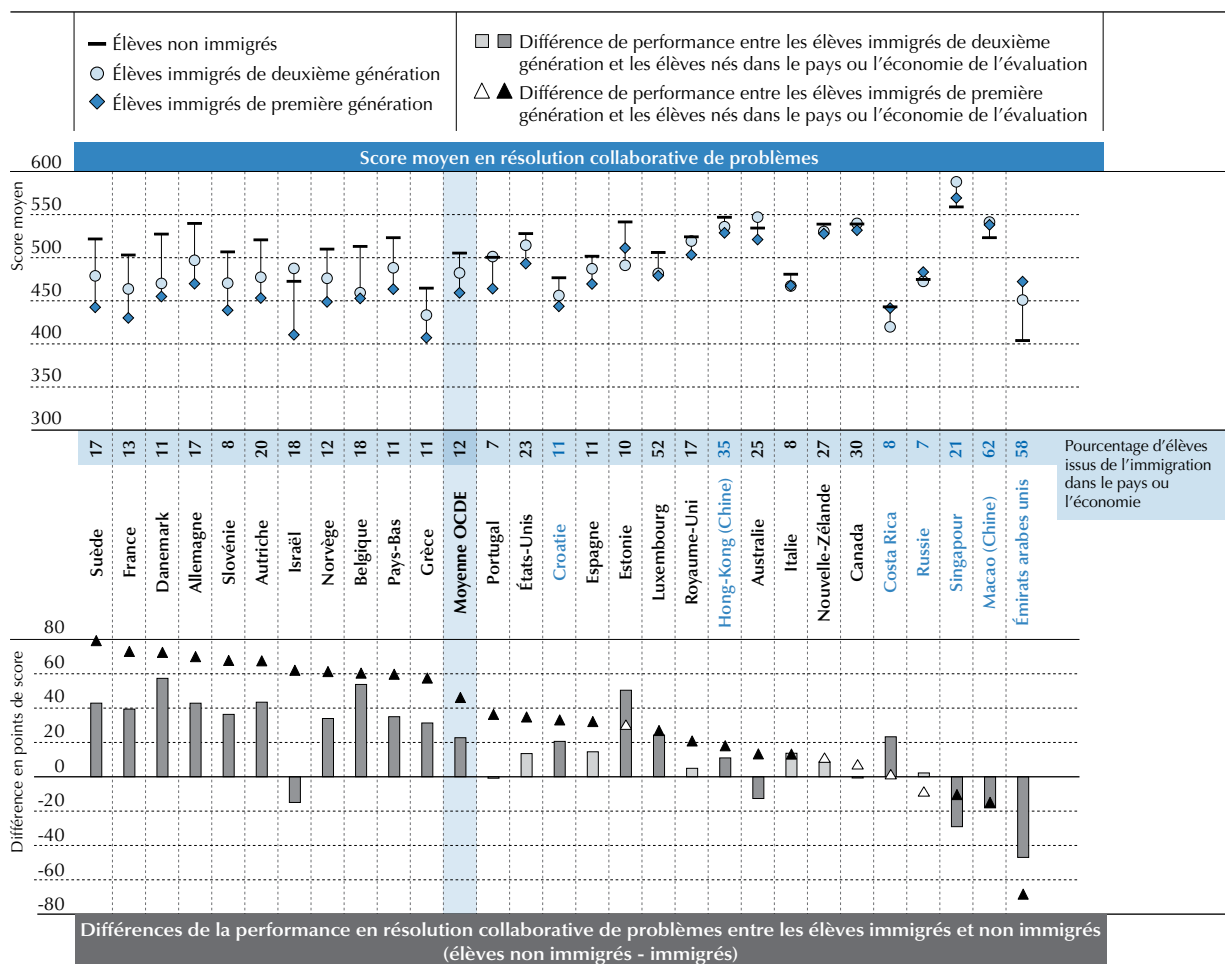 Élèves non immigrés
Élèves immigrés de deuxième génération
Élèves immigrés de première génération
Différence de performance entre les élèves immigrés de deuxième
génération et les élèves nés dans le pays ou l'économie de l'évaluation
Différence de performance entre les élèves immigrés de première
génération et les élèves nés dans le pays ou l'économie de l'évaluation
Score moyen en résolution collaborative de problèmes
Score moyen
600
550
500
450
400
350
300
17 13 11 17 8 20 18 12 18 11 11 12 7 23 11 11 10 52 17 35 25 8 27 30 8 7 21 62 58
Pourcentage d'élèves
issus de l'immigration
dans le pays ou
l'économie
Suède
France
Danemark
Allemagne
Slovénie
Autriche
Israël
Norvège
Belgique
Pays-Bas
Grèce
Moyenne OCDE
Portugal
États-Unis
Croatie
Espagne
Estonie
Luxembourg
Royaume-Uni
Hong-Kong (Chine)
Australie
Italie
Nouvelle-Zélande
Canada
Costa Rica
Russie
Singapour
Macao (Chine)
Émirats arabes unis
Différence en points de score
80
60
40
20
0
-20
-40
-60
-80
Différences de la performance en résolution collaborative de problèmes entre les élèves immigrés et non immigrés
(élèves non immigrés - immigrés)